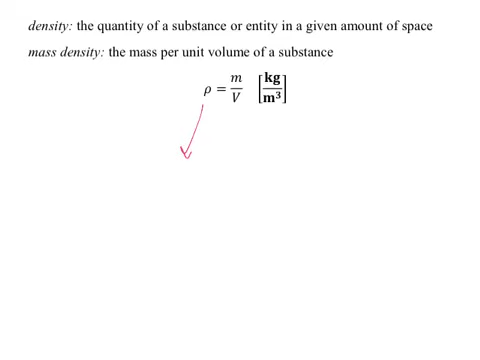 density: the quantity of a substance or entity in a given amount of space
mass density: the mass per unit volume of a substance
ρ = m/V [kg/m³]